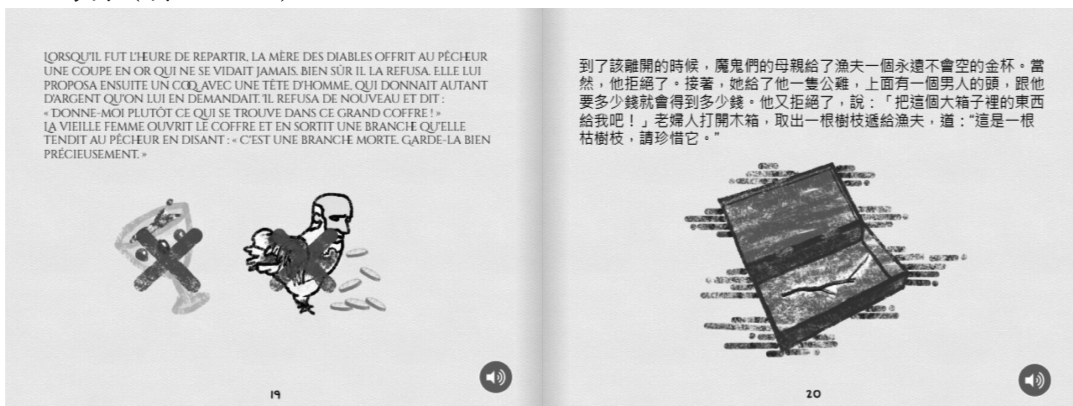 LORSQU'IL FUT L'HEURE DE REPARTIR, LA MÈRE DES DIABLES OFFRIT AU PÊCHEUR
UNE COUPE EN OR QUI NE SE VIDAIT JAMAIS. BIEN SÛR IL LA REFUSA. ELLE LUI
PROPOSA ENSUITE UN COQ AVEC UNE TÊTE D'HOMME, QUI DONNAIT AUTANT
D'ARGENT QU'ON LUI EN DEMANDAIT. IL REFUSA DE NOUVEAU ET DIT :
« DONNE-MOI PLUTÔT CE QUI SE TROUVE DANS CE GRAND COFFRE ! »
LA VIEILLE FEMME OUVRIT LE COFFRE ET EN SORTIT UNE BRANCHE QU'ELLE
TENDIT AU PÊCHEUR EN DISANT : « C'EST UNE BRANCHE MORTE. GARDE-LA BIEN
PRÉCIEUSEMENT. »
19
到了該離開的時候，魔鬼們的母親給了漁夫一個永遠不會空的金杯。當
然，他拒絕了。接著，她給了他一隻公雞，上面有一個男人的頭，跟他
要多少錢就會得到多少錢。他又拒絕了，說：「把這個大箱子裡的東西
給我吧！」老婦人打開木箱，取出一根樹枝遞給漁夫，道：“這是一根
枯樹枝，請珍惜它。”
20